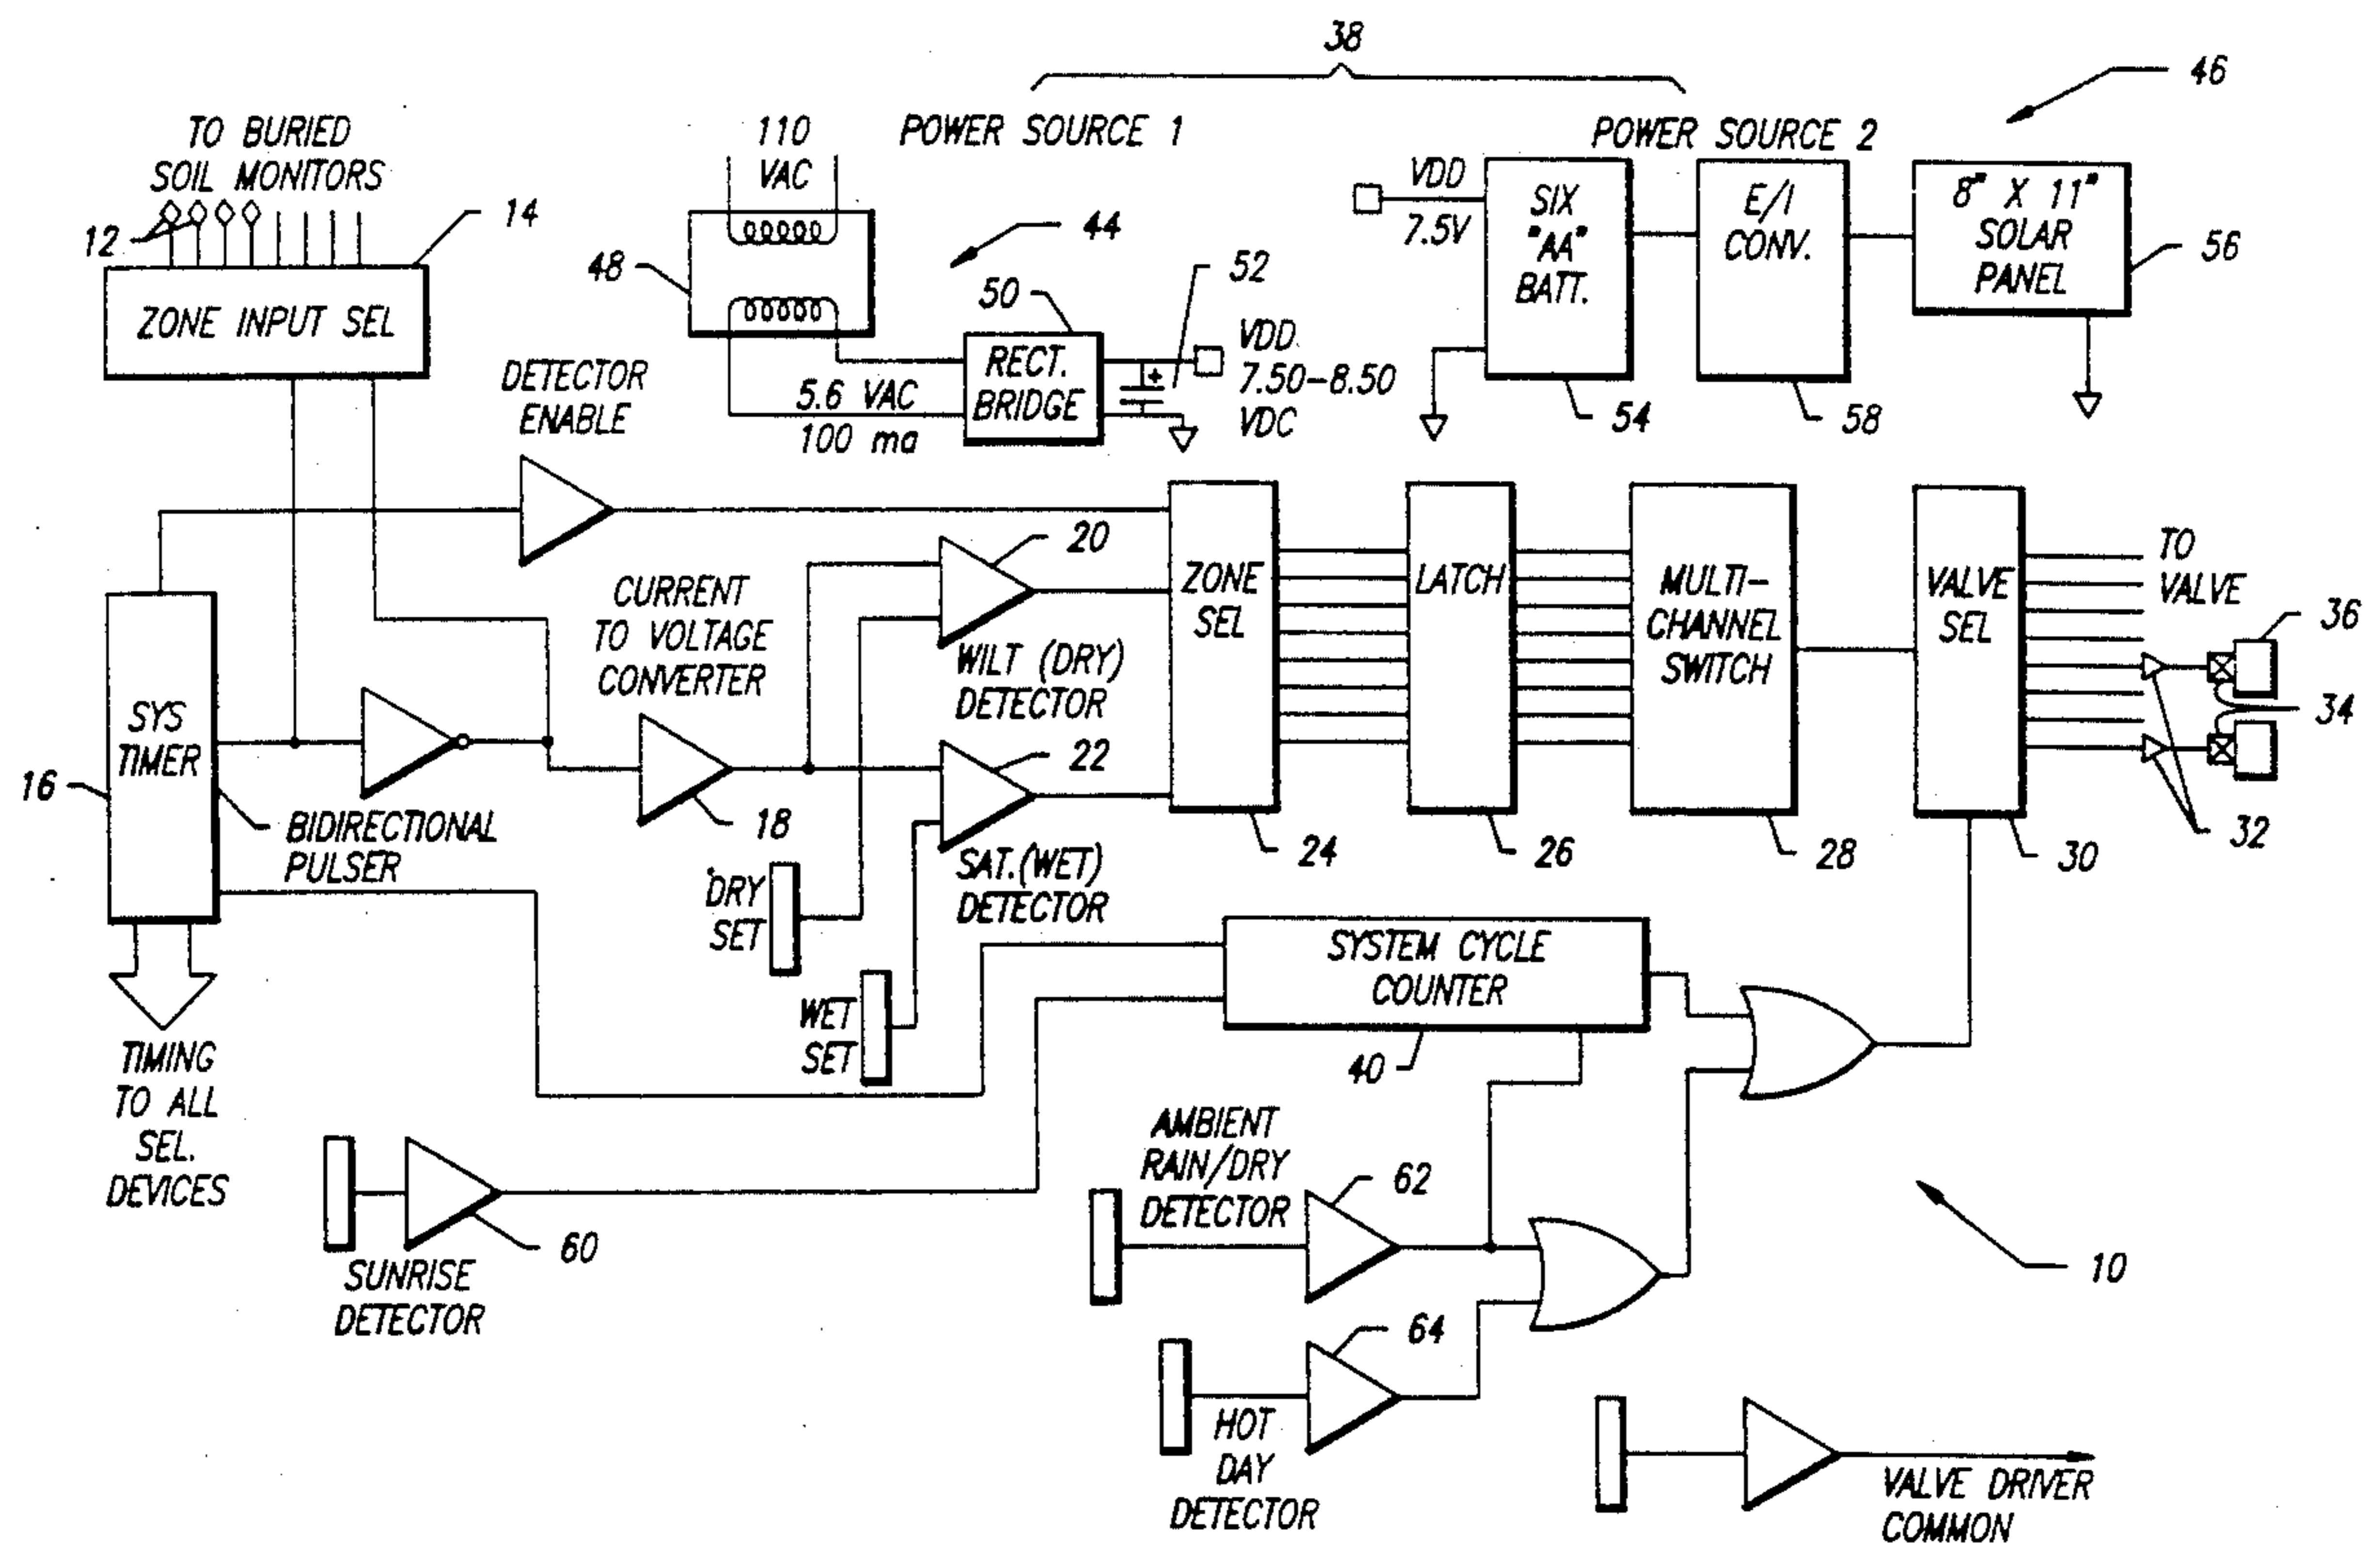 38
46
TO BURIED
SOIL MONITORS
110
VAC
POWER SOURCE 1
POWER SOURCE 2
12
14
ZONE INPUT SEL
48
44
5.6 VAC
100 ma
50
RECT.
BRIDGE
52
VDD
7.50-8.50
VDC
VDD
7.5V
SIX
"AA"
BATT.
54
E/I
CONV.
58
8" X 11"
SOLAR
PANEL
56
DETECTOR
ENABLE
SYS
TIMER
16
BIDIRECTIONAL
PULSER
CURRENT
TO VOLTAGE
CONVERTER
18
20
WILT (DRY)
DETECTOR
22
SAT.(WET)
DETECTOR
DRY
SET
WET
SET
ZONE
SEL
24
LATCH
26
MULTI-
CHANNEL
SWITCH
28
VALVE
SEL
30
TO
VALVE
36
34
32
TIMING
TO ALL
SEL.
DEVICES
SYSTEM CYCLE
COUNTER
40
60
SUNRISE
DETECTOR
AMBIENT
RAIN/DRY
DETECTOR
62
64
HOT
DAY
DETECTOR
10
VALVE DRIVER
COMMON